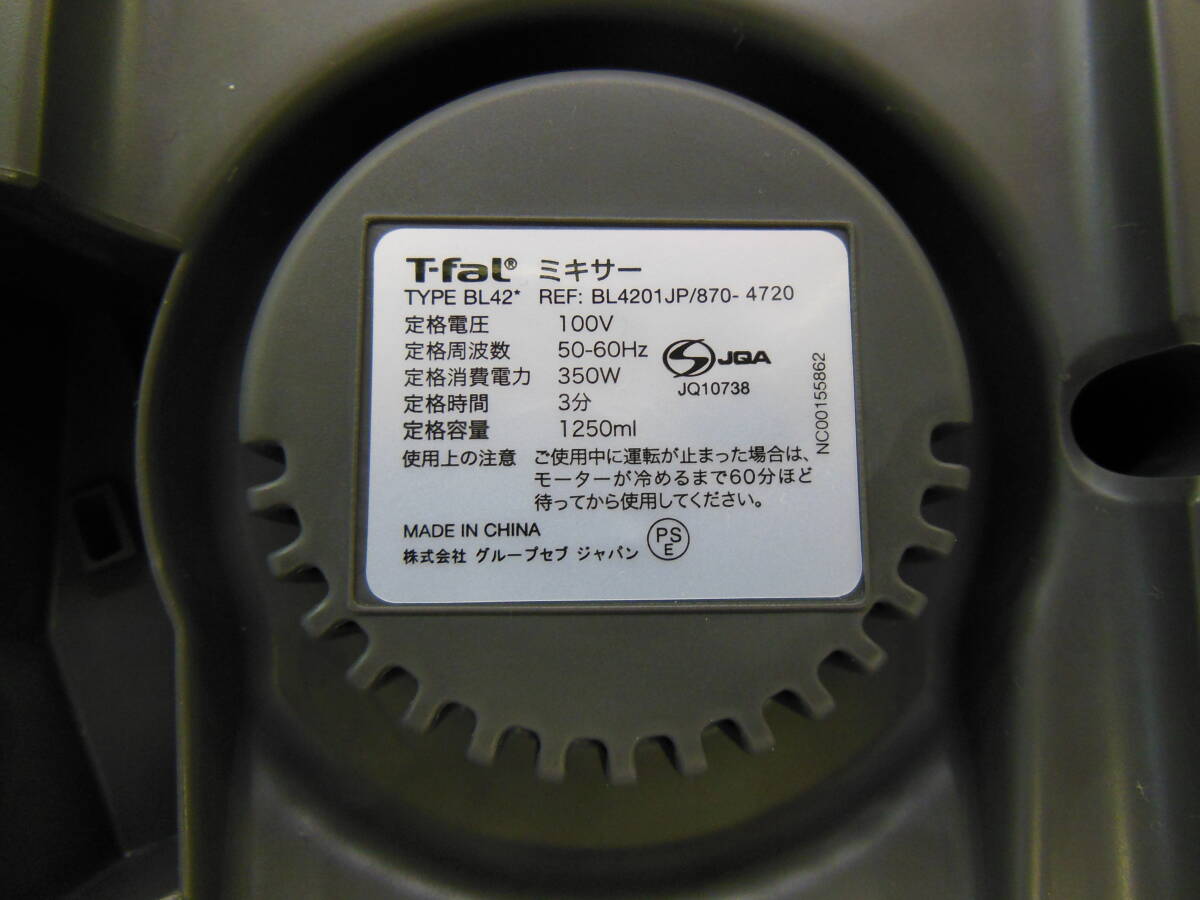 T-fal® ミキサー
TYPE BL42* REF: BL4201JP/870- 4720
定格電圧 100V
定格周波数 50-60Hz
定格消費電力 350W
定格時間 3分
定格容量 1250ml
JQA
JQ10738
NC00155862
使用上の注意 ご使用中に運転が止まった場合は、
モーターが冷めるまで60分ほど
待ってから使用してください。
MADE IN CHINA
株式会社 グループセブ ジャパン
PS
E